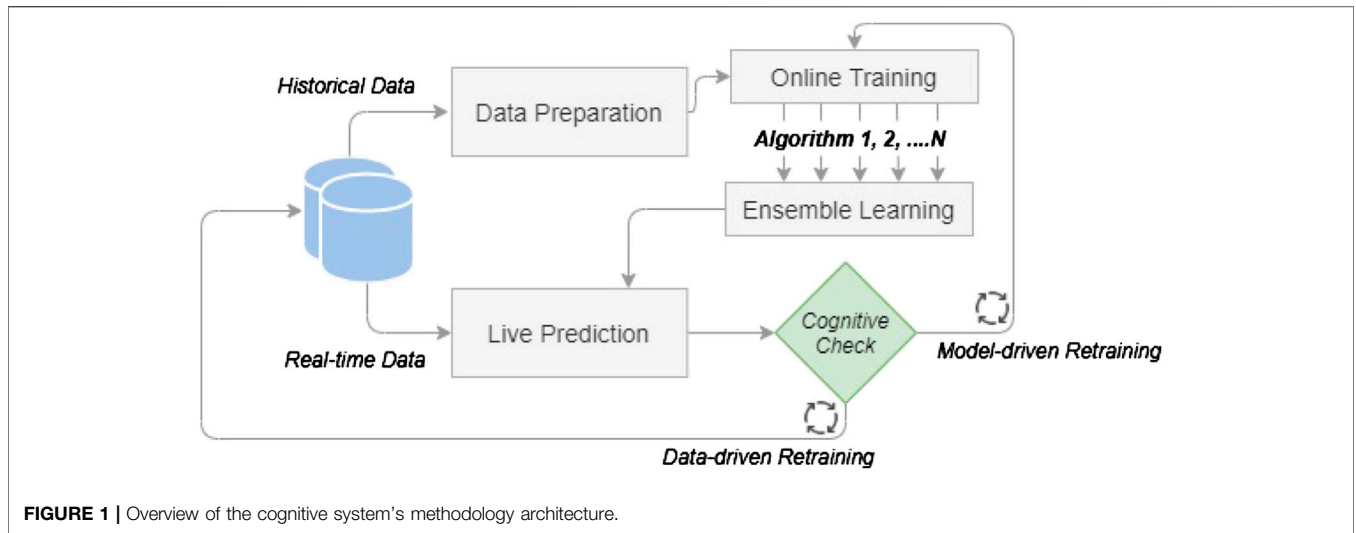 Historical Data
Data Preparation
Online Training
Algorithm 1, 2, ....N
Ensemble Learning
Real-time Data
Live Prediction
Cognitive
Check
Model-driven Retraining
Data-driven Retraining
FIGURE 1 | Overview of the cognitive system’s methodology architecture.